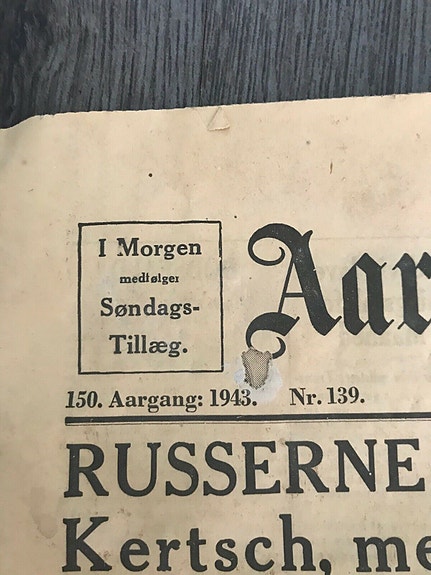 I Morgen
medfølger
Søndags-
Tillæg.
Aar
150. Aargang: 1943. Nr. 139.
RUSSERNE
Kertsch, me